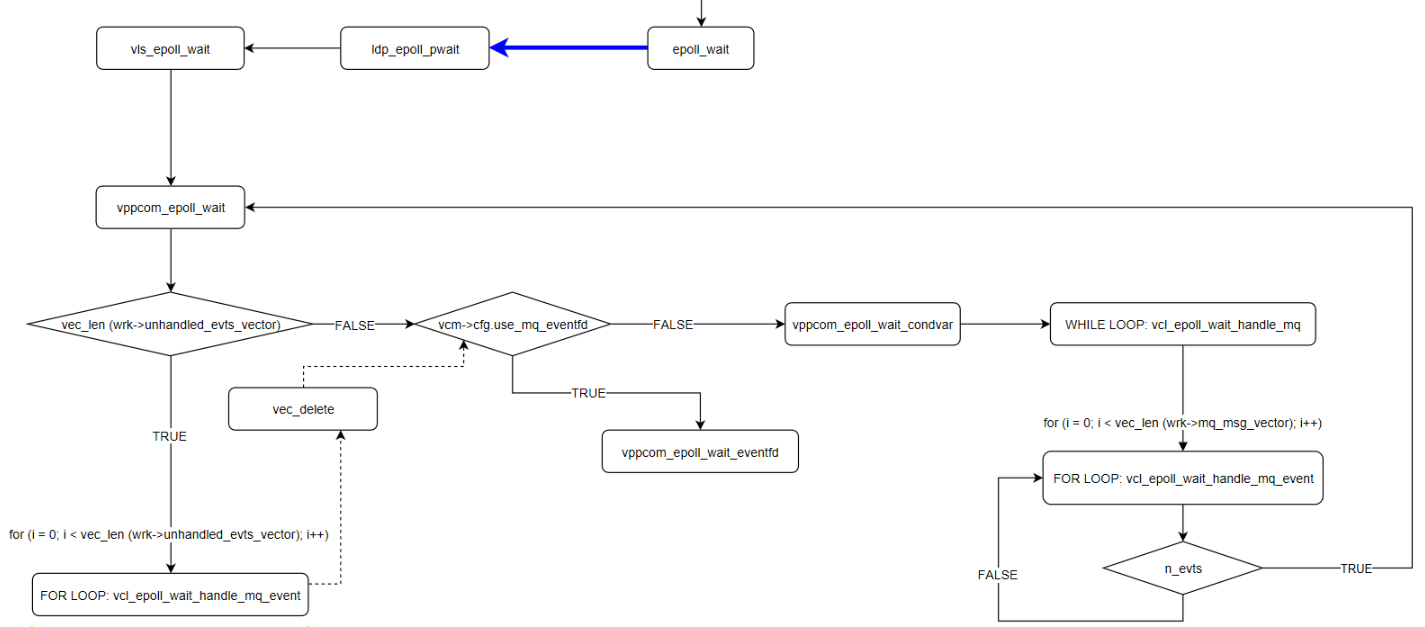 vls_epoll_wait
ldp_epoll_pwait
epoll_wait
vppcom_epoll_wait
vec_len (wrk->unhandled_evts_vector)
FALSE
vcm->cfg.use_mq_eventfd
FALSE
vppcom_epoll_wait_condvar
WHILE LOOP: vcl_epoll_wait_handle_mq
TRUE
vec_delete
TRUE
vppcom_epoll_wait_eventfd
for (i = 0; i < vec_len (wrk->mq_msg_vector); i++)
FOR LOOP: vcl_epoll_wait_handle_mq_event
for (i = 0; i < vec_len (wrk->unhandled_evts_vector); i++)
FOR LOOP: vcl_epoll_wait_handle_mq_event
FALSE
n_evts
TRUE